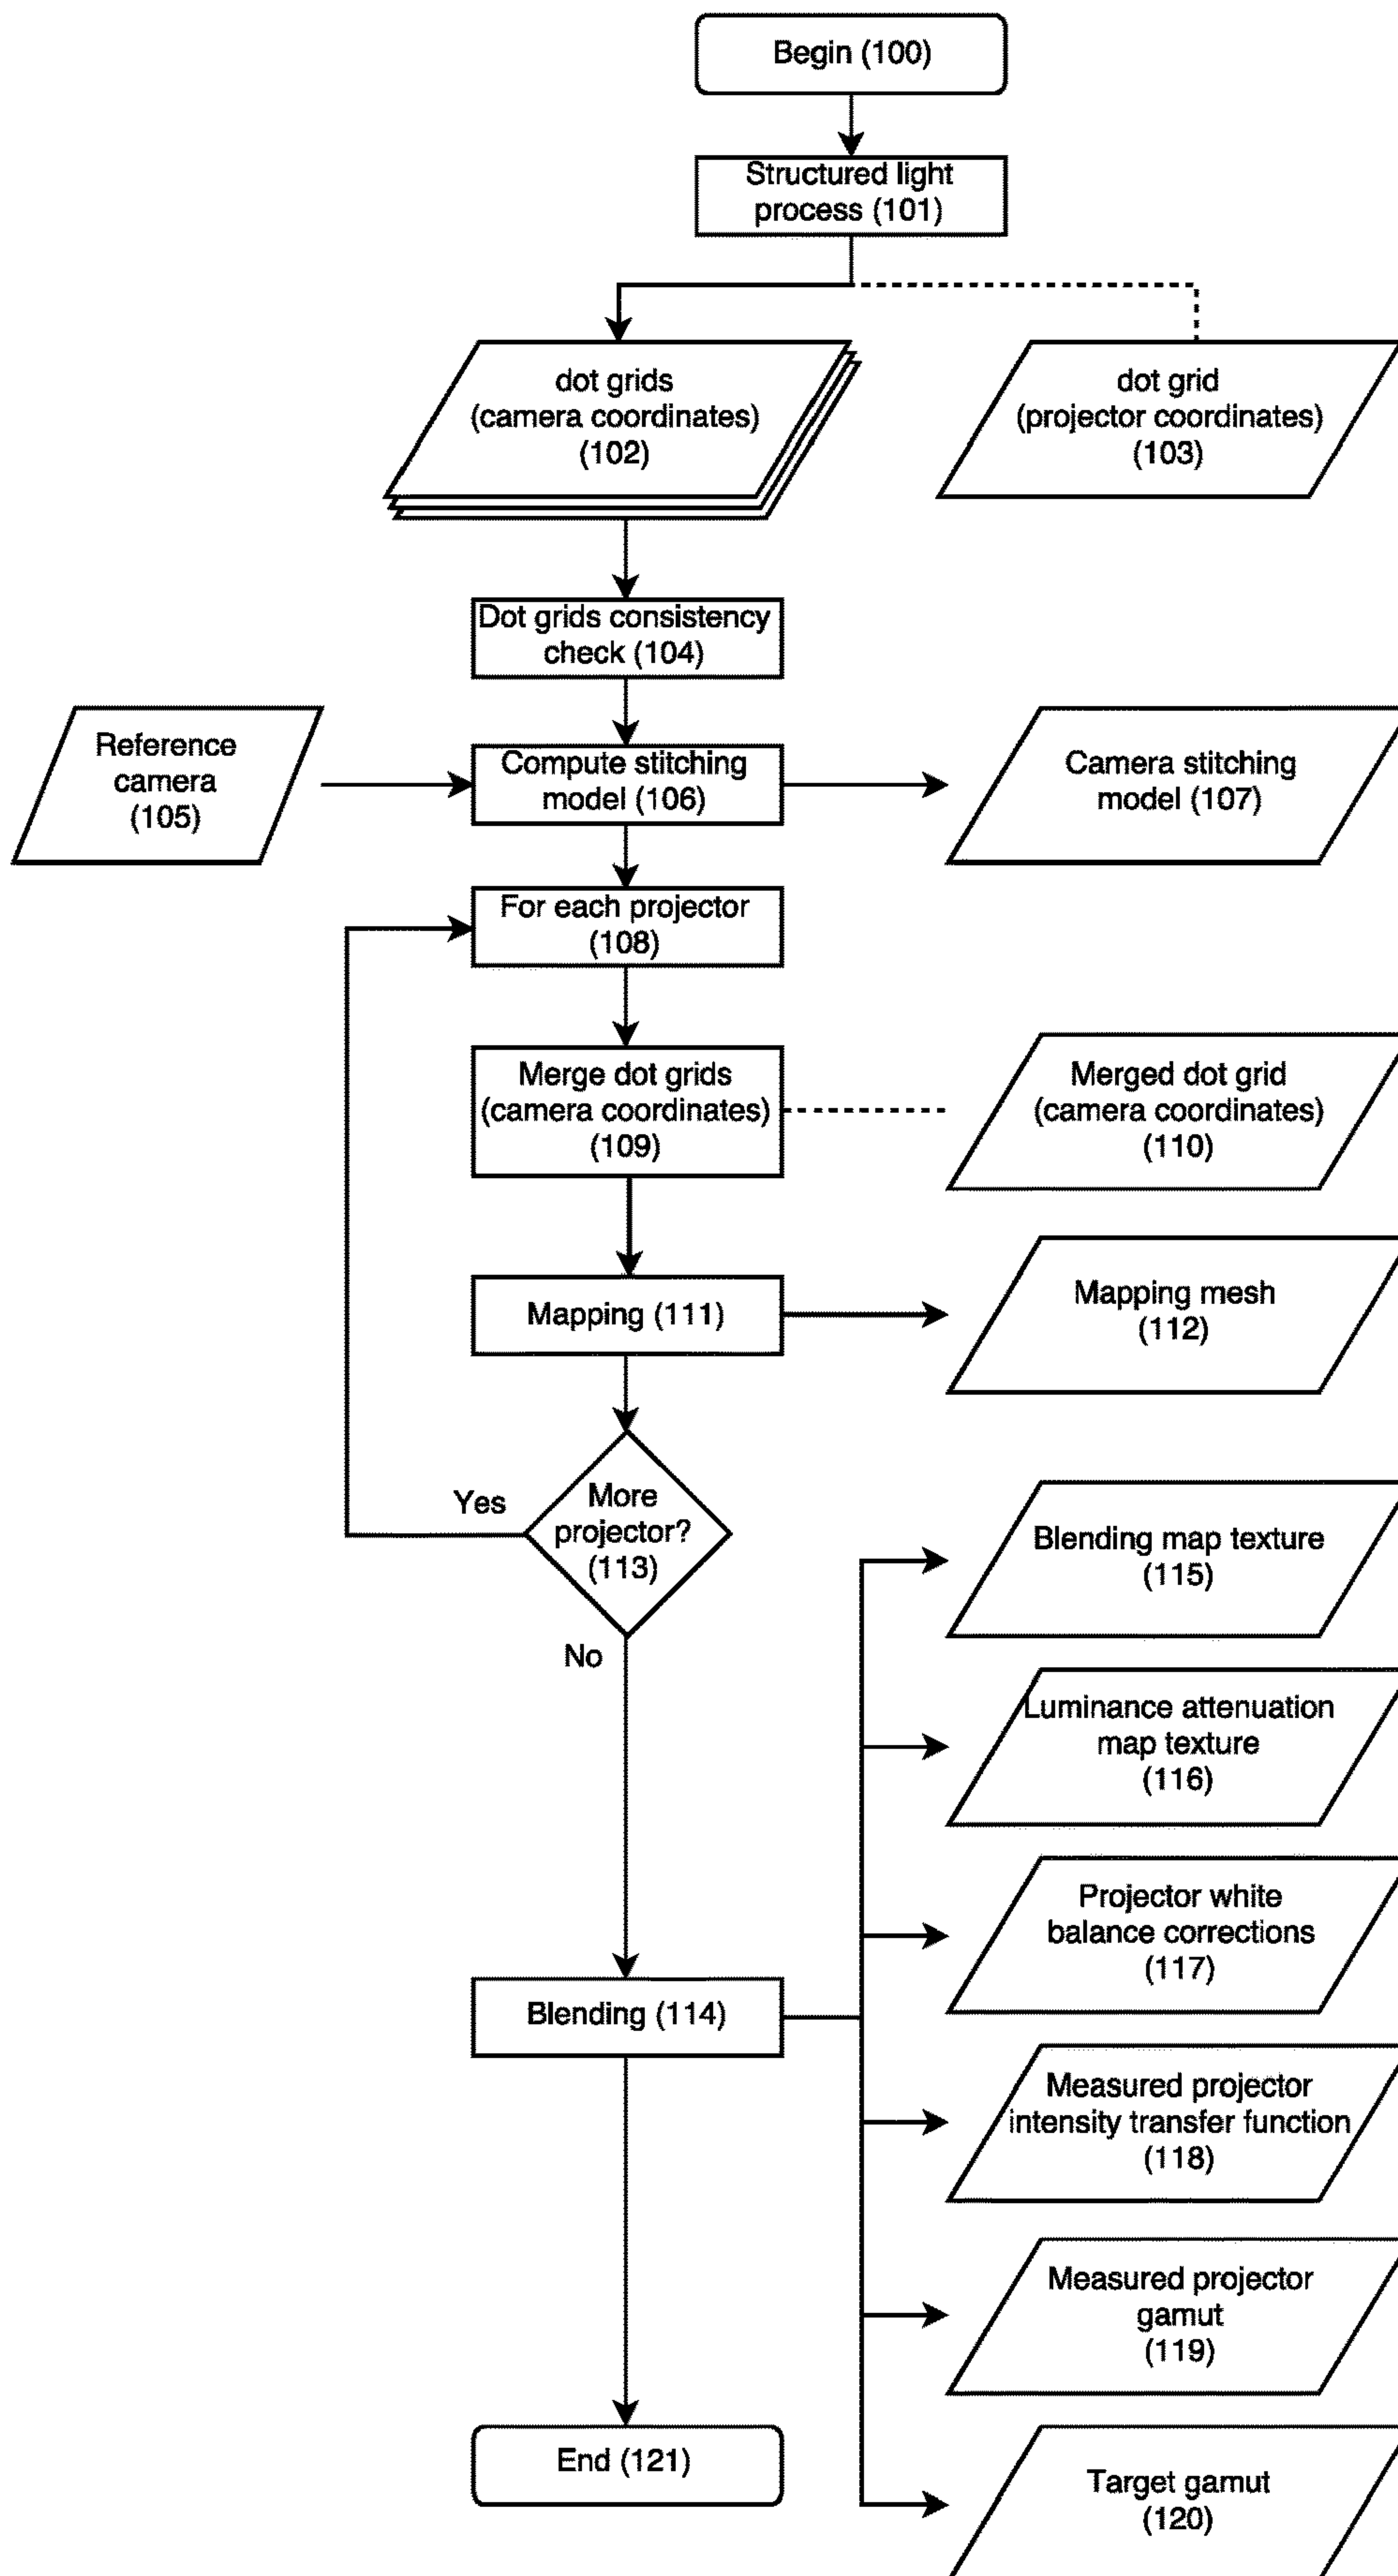 Begin (100)
Structured light
process (101)
dot grids
(camera coordinates)
(102)
dot grid
(projector coordinates)
(103)
Dot grids consistency
check (104)
Reference
camera
(105)
Compute stitching
model (106)
Camera stitching
model (107)
For each projector
(108)
Merge dot grids
(camera coordinates)
(109)
Merged dot grid
(camera coordinates)
(110)
Mapping (111)
Mapping mesh
(112)
More
projector?
(113)
Yes
No
Blending map texture
(115)
Luminance attenuation
map texture
(116)
Projector white
balance corrections
(117)
Blending (114)
Measured projector
intensity transfer function
(118)
Measured projector
gamut
(119)
End (121)
Target gamut
(120)